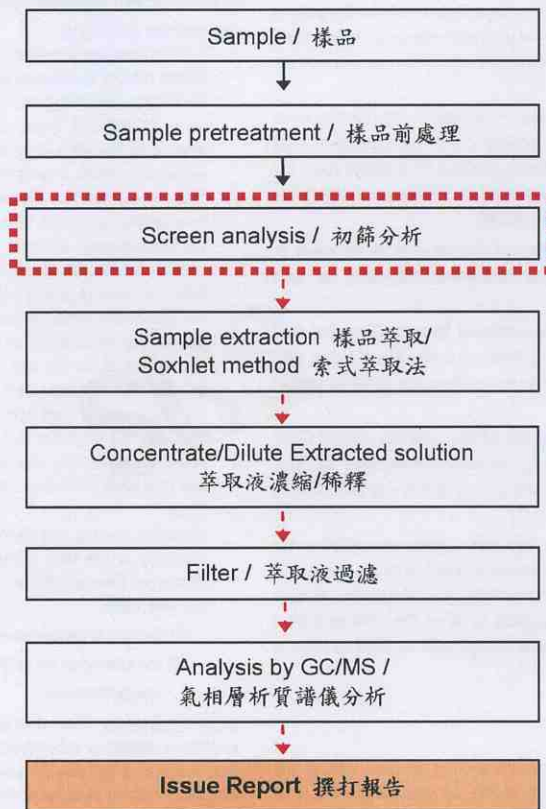 Sample / 樣品
Sample pretreatment / 樣品前處理
Screen analysis / 初篩分析
Sample extraction 樣品萃取/
Soxhlet method 索式萃取法
Concentrate/Dilute Extracted solution
萃取液濃縮/稀釋
Filter / 萃取液過濾
Analysis by GC/MS /
氣相層析質譜儀分析
Issue Report 撰打報告